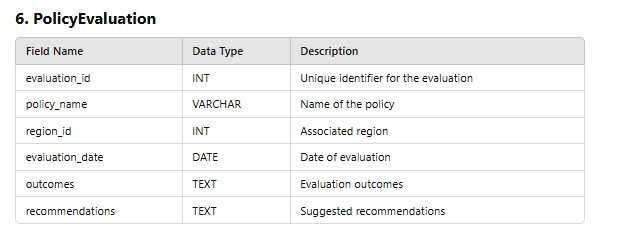 6. PolicyEvaluation
Field Name Data Type Description
evaluation_id INT Unique identifier for the evaluation
policy_name VARCHAR Name of the policy
region_id INT Associated region
evaluation_date DATE Date of evaluation
outcomes TEXT Evaluation outcomes
recommendations TEXT Suggested recommendations